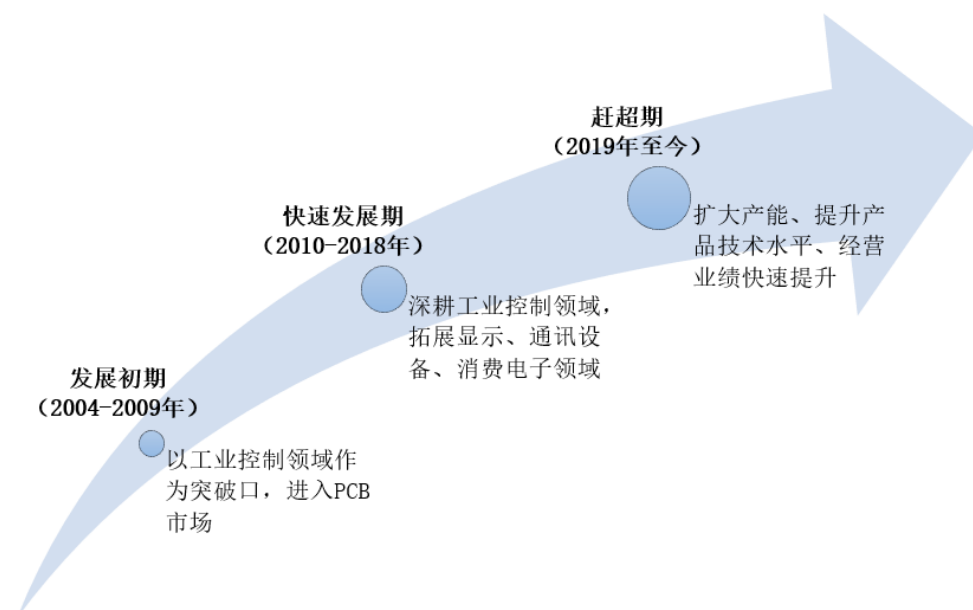 赶超期
（2019年至今）
扩大产能、提升产
品技术水平、经营
业绩快速提升
快速发展期
（2010-2018年）
深耕工业控制领域，
拓展显示、通讯设
备、消费电子领域
发展初期
（2004-2009年）
以工业控制领域作
为突破口，进入PCB
市场